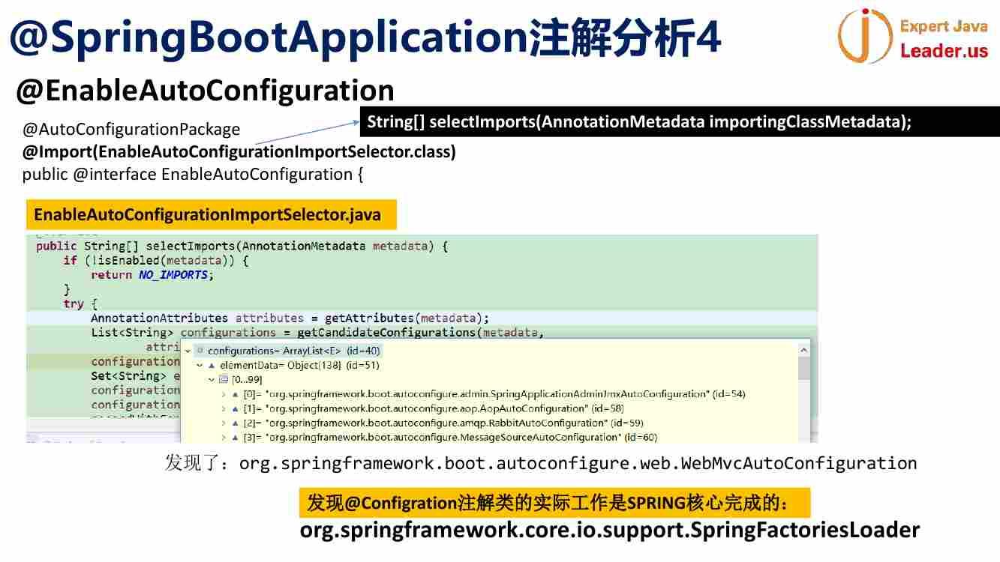 @SpringBootApplication注解分析4
Expert Java
Leader.us
@EnableAutoConfiguration
String[] selectImports(AnnotationMetadata importingClassMetadata);
@AutoConfigurationPackage
@Import(EnableAutoConfigurationImportSelector.class)
public @interface EnableAutoConfiguration {
EnableAutoConfigurationImportSelector.java
public String[] selectImports(AnnotationMetadata metadata) {
if (!isEnabled(metadata)) {
return NO_IMPORTS;
}
try {
AnnotationAttributes attributes = getAttributes(metadata);
List<String> configurations = getCandidateConfigurations(metadata,
attri
configurations= ArrayList<E> (id=40)
configuration
elementData= Object[138] (id=51)
Set<String> e
[0...99]
configuration
[0]= "org.springframework.boot.autoconfigure.admin.SpringApplicationAdminJmxAutoConfiguration" (id=54)
configuration
[1]= "org.springframework.boot.autoconfigure.aop.AopAutoConfiguration" (id=58)
[2]= "org.springframework.boot.autoconfigure.amqp.RabbitAutoConfiguration" (id=59)
[3]= "org.springframework.boot.autoconfigure.MessageSourceAutoConfiguration" (id=60)
发现了：org.springframework.boot.autoconfigure.web.WebMvcAutoConfiguration
发现@Configration注解类的实际工作是SPRING核心完成的：
org.springframework.core.io.support.SpringFactoriesLoader